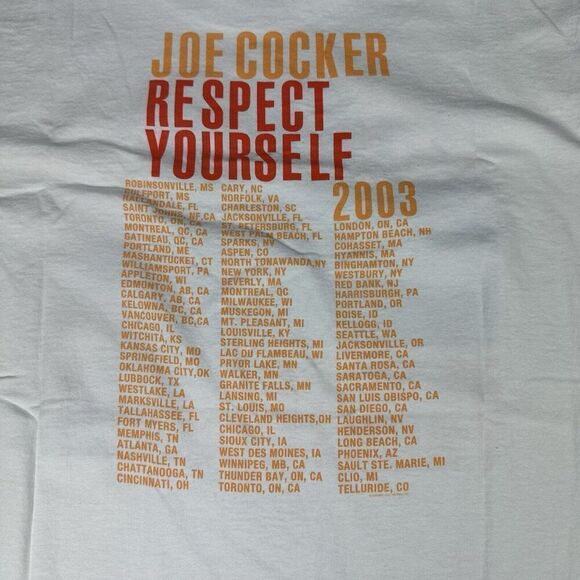 JOE COCKER
RESPECT
YOURSELF
2003
ROBINSONVILLE, MS
GULFPORT, MS
HALLANDALE, FL
SAINT JOHNS, NF, CA
TORONTO, ON, CA
MONTREAL, QC, CA
GATINEAU, QC, CA
PORTLAND, ME
MASHANTUCKET, CT
WILLIAMSPORT, PA
APPLETON, WI
EDMONTON, AB, CA
CALGARY, AB, CA
KELOWNA, BC, CA
VANCOUVER, BC, CA
CHICAGO, IL
WITCHITA, KS
KANSAS CITY, MO
SPRINGFIELD, MO
OKLAHOMA CITY, OK
LUBBOCK, TX
WESTLAKE, LA
MARKSVILLE, LA
TALLAHASSEE, FL
FORT MYERS, FL
MEMPHIS, TN
ATLANTA, GA
NASHVILLE, TN
CHATTANOOGA, TN
CINCINNATI, OH
CARY, NC
NORFOLK, VA
CHARLESTON, SC
JACKSONVILLE, FL
ST. PETERSBURG, FL
WEST PALM BEACH, FL
SPARKS, NV
ASPEN, CO
NORTH TONAWANDA, NY
NEW YORK, NY
BEVERLY, MA
MONTREAL, QC
MILWAUKEE, WI
MUSKEGON, MI
MT. PLEASANT, MI
LOUISVILLE, KY
STERLING HEIGHTS, MI
LAC DU FLAMBEAU, WI
PRYOR LAKE, MN
WALKER, MN
GRANITE FALLS, MN
LANSING, MI
ST. LOUIS, MO
CLEVELAND HEIGHTS, OH
CHICAGO, IL
SIOUX CITY, IA
WEST DES MOINES, IA
WINNIPEG, MB, CA
THUNDER BAY, ON, CA
TORONTO, ON, CA
LONDON, ON, CA
HAMPTON BEACH, NH
COHASSET, MA
HYANNIS, MA
BINGHAMTON, NY
WESTBURY, NY
RED BANK, NJ
HARRISBURGH, PA
PORTLAND, OR
BOISE, ID
KELLOGG, ID
SEATTLE, WA
JACKSONVILLE, OR
LIVERMORE, CA
SANTA ROSA, CA
SARATOGA, CA
SACRAMENTO, CA
SAN LUIS OBISPO, CA
SAN DIEGO, CA
LAUGHLIN, NV
HENDERSON, NV
LONG BEACH, CA
PHOENIX, AZ
SAULT STE. MARIE, MI
CLIO, MI
TELLURIDE, CO